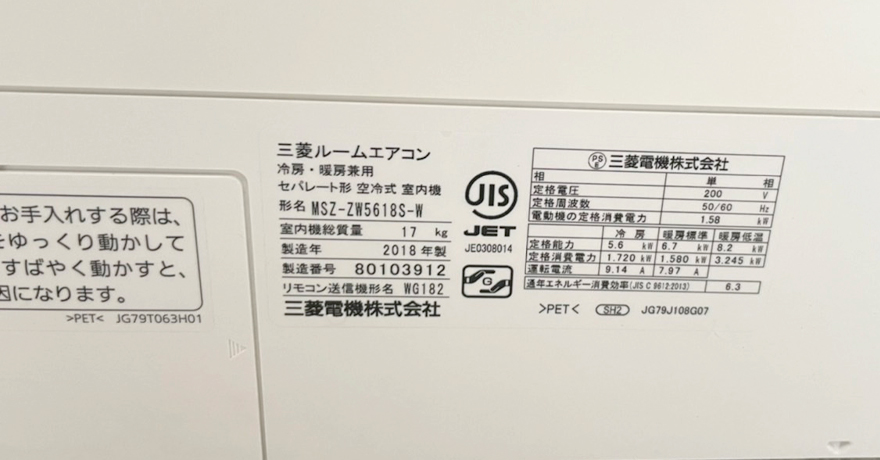 お手入れする際は、
をゆっくり動かして
すばやく動かすと、
因になります。
>PET< JG79T063H01
三菱ルームエアコン
冷房・暖房兼用
セパレート形 空冷式 室内機
形名 MSZ-ZW5618S-W
室内機総質量 17 kg
製造年 2018 年製
製造番号 80103912
リモコン送信機形名 WG182
三菱電機株式会社
JIS
JET
JE0308014
G
PS
E 三菱電機株式会社
相 単 相
定格電圧 200 V
定格周波数 50/60 Hz
電動機の定格消費電力 1.58 kW
冷 房 暖房標準 暖房低温
定格能力 5.6 kW 6.7 kW 8.2 kW
定格消費電力 1.720 kW 1.580 kW 3.245 kW
運転電流 9.14 A 7.97 A
通年エネルギー消費効率(JIS C 9612:2013) 6.3
>PET< SH2 JG79J108G07